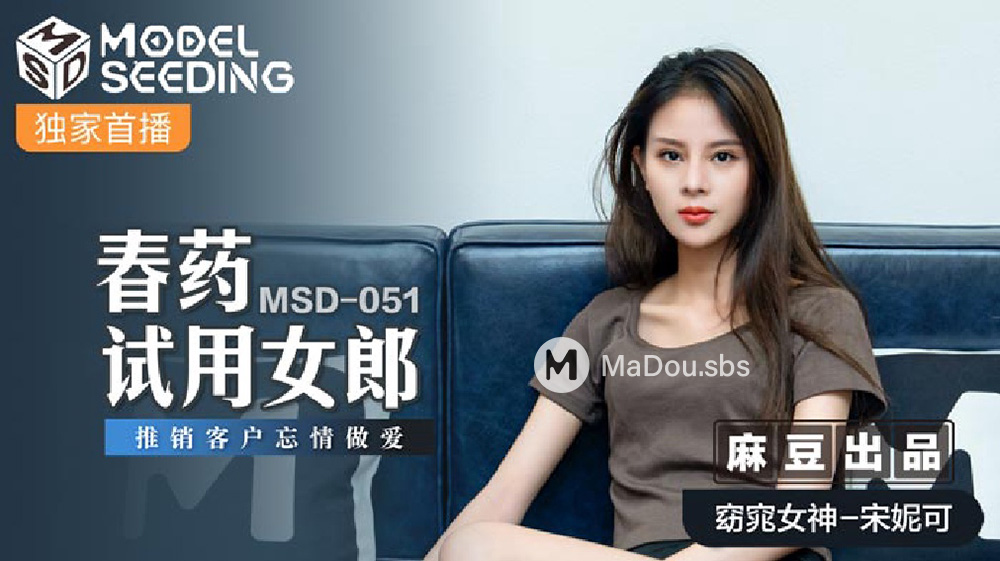 MSD
MODEL
SEEDING
独家首播
春药
MSD-051
试用女郎
推销客户忘情做爱
M MaDou.sbs
麻豆出品
窈窕女神-宋妮可